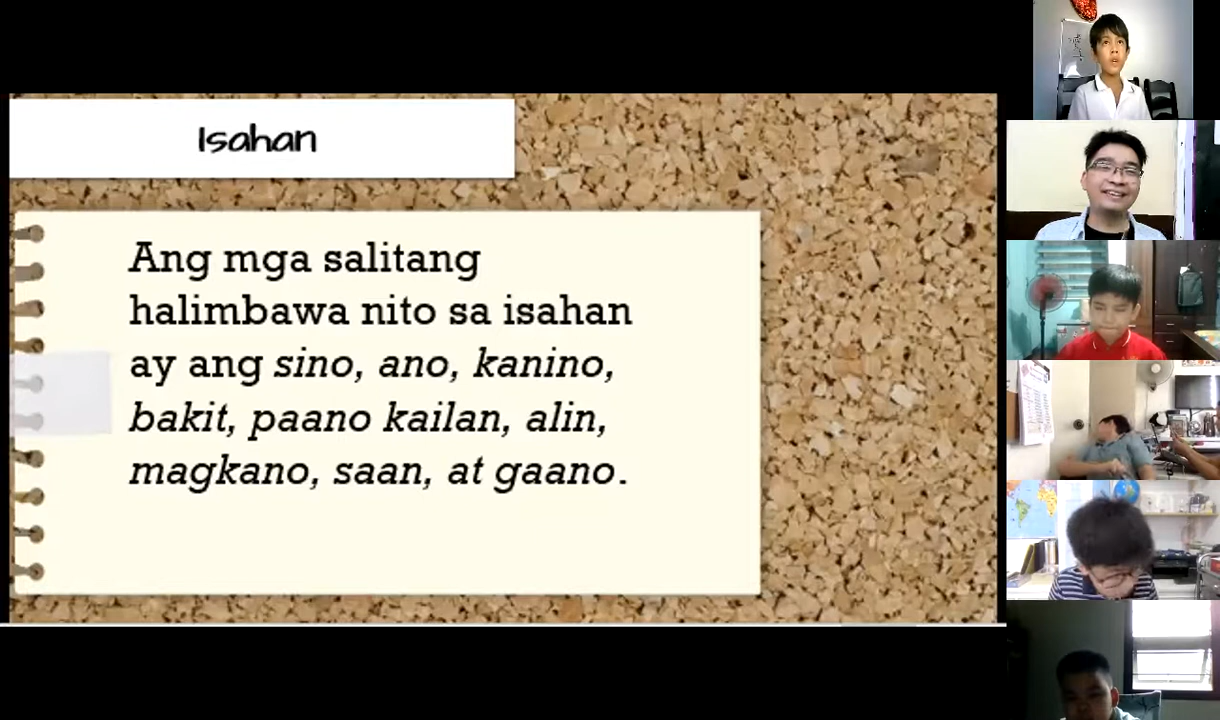 Isahan
Ang mga salitang
halimbawa nito sa isahan
ay ang sino, ano, kanino,
bakit, paano kailan, alin,
magkano, saan, at gaano.